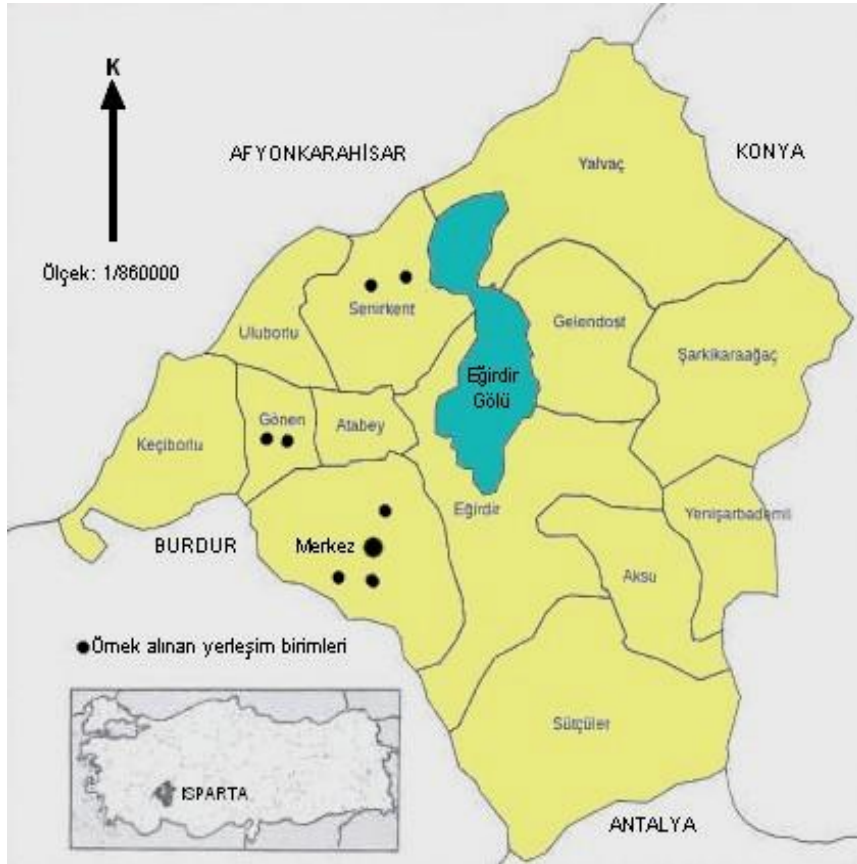 K
AFYONKARAHİSAR
KONYA
Yalvaç
Ölçek: 1/860000
Senirkent
Uluborlu
Gelendost
Şarkikaraağaç
Eğirdir
Gölü
Gönen
Atabey
Keçiborlu
Eğirdir
Yenişarbademli
BURDUR
Merkez
Aksu
Örnek alınan yerleşim birimleri
Sütçüler
ISPARTA
ANTALYA